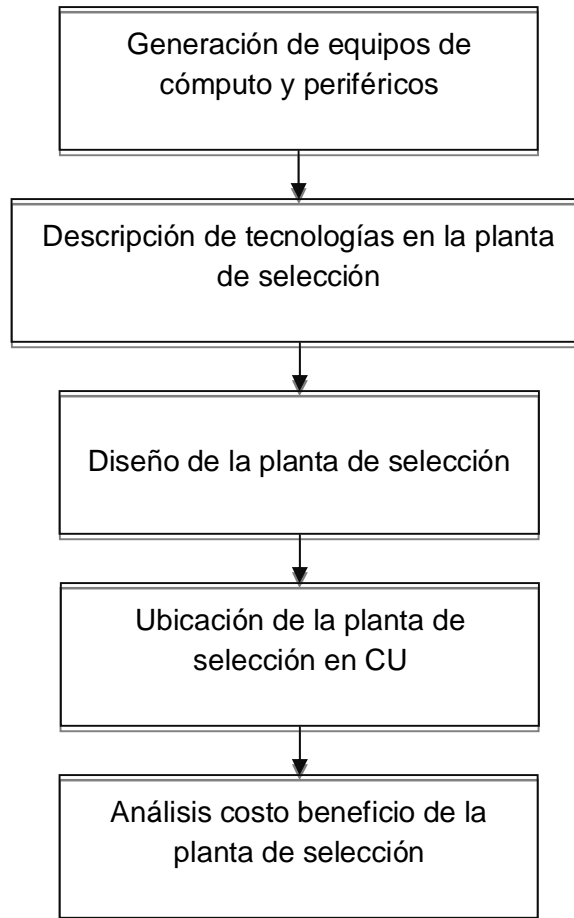 Generación de equipos de
cómputo y periféricos
Descripción de tecnologías en la planta
de selección
Diseño de la planta de selección
Ubicación de la planta de
selección en CU
Análisis costo beneficio de la
planta de selección